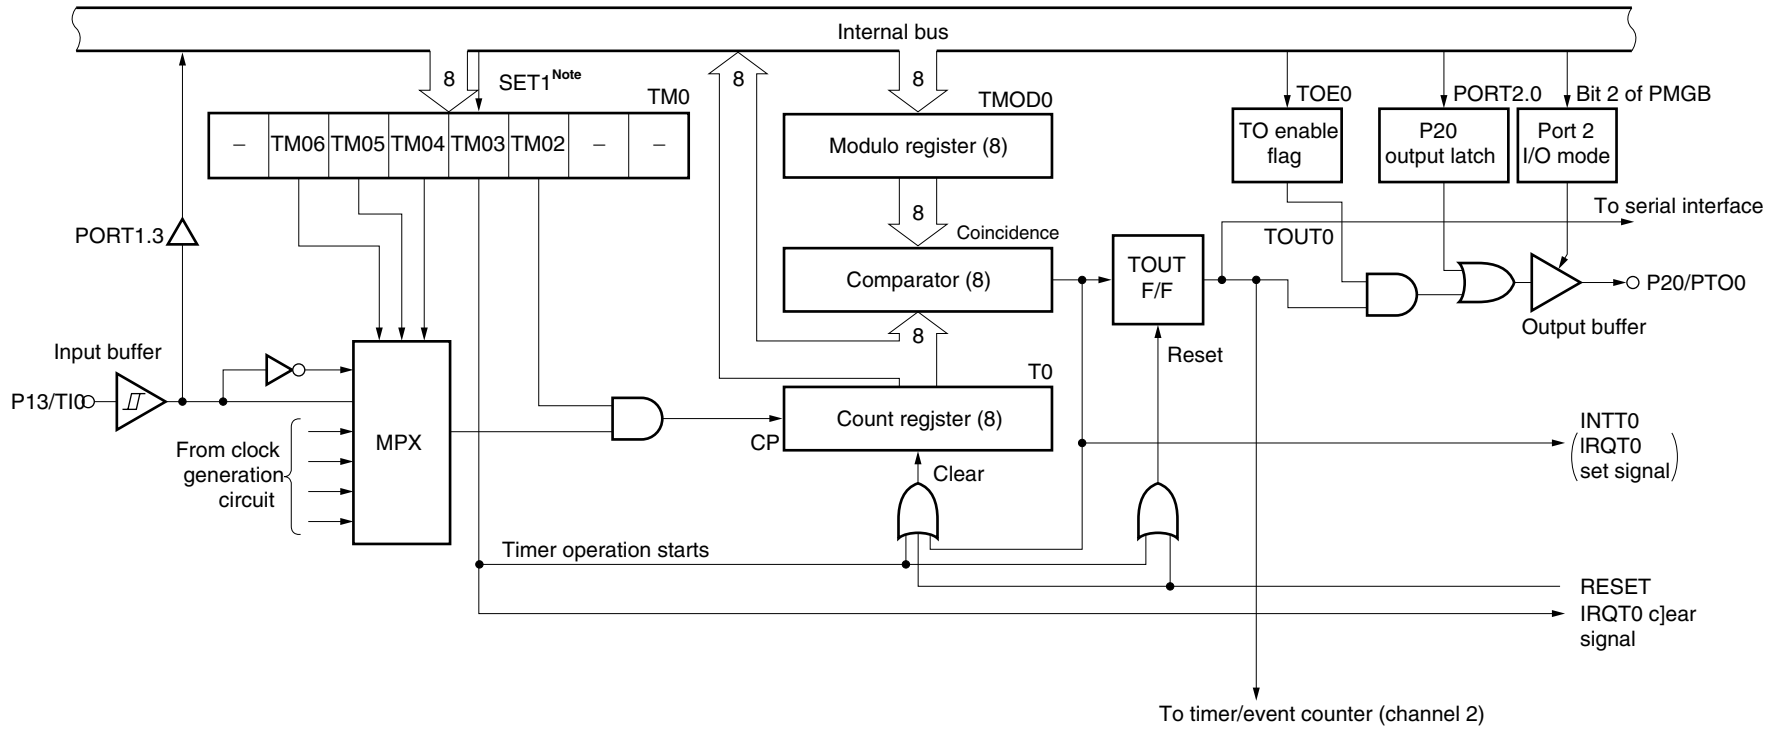 Internal bus
8
SET1Note
8
8
TM0
TMOD0
TOE0
PORT2.0
Bit 2 of PMGB
– TM06 TM05 TM04 TM03 TM02 – –
Modulo register (8)
TO enable
flag
P20
output latch
Port 2
I/O mode
8
PORT1.3
Coincidence
To serial interface
TOUT0
Comparator (8)
TOUT
F/F
P20/PTO0
Output buffer
8
Input buffer
Reset
T0
P13/TI0
Count regjster (8)
CP
MPX
From clock
generation
circuit
Clear
INTT0
IRQT0
set signal
Timer operation starts
RESET
IRQT0 c]ear
signal
To timer/event counter (channel 2)